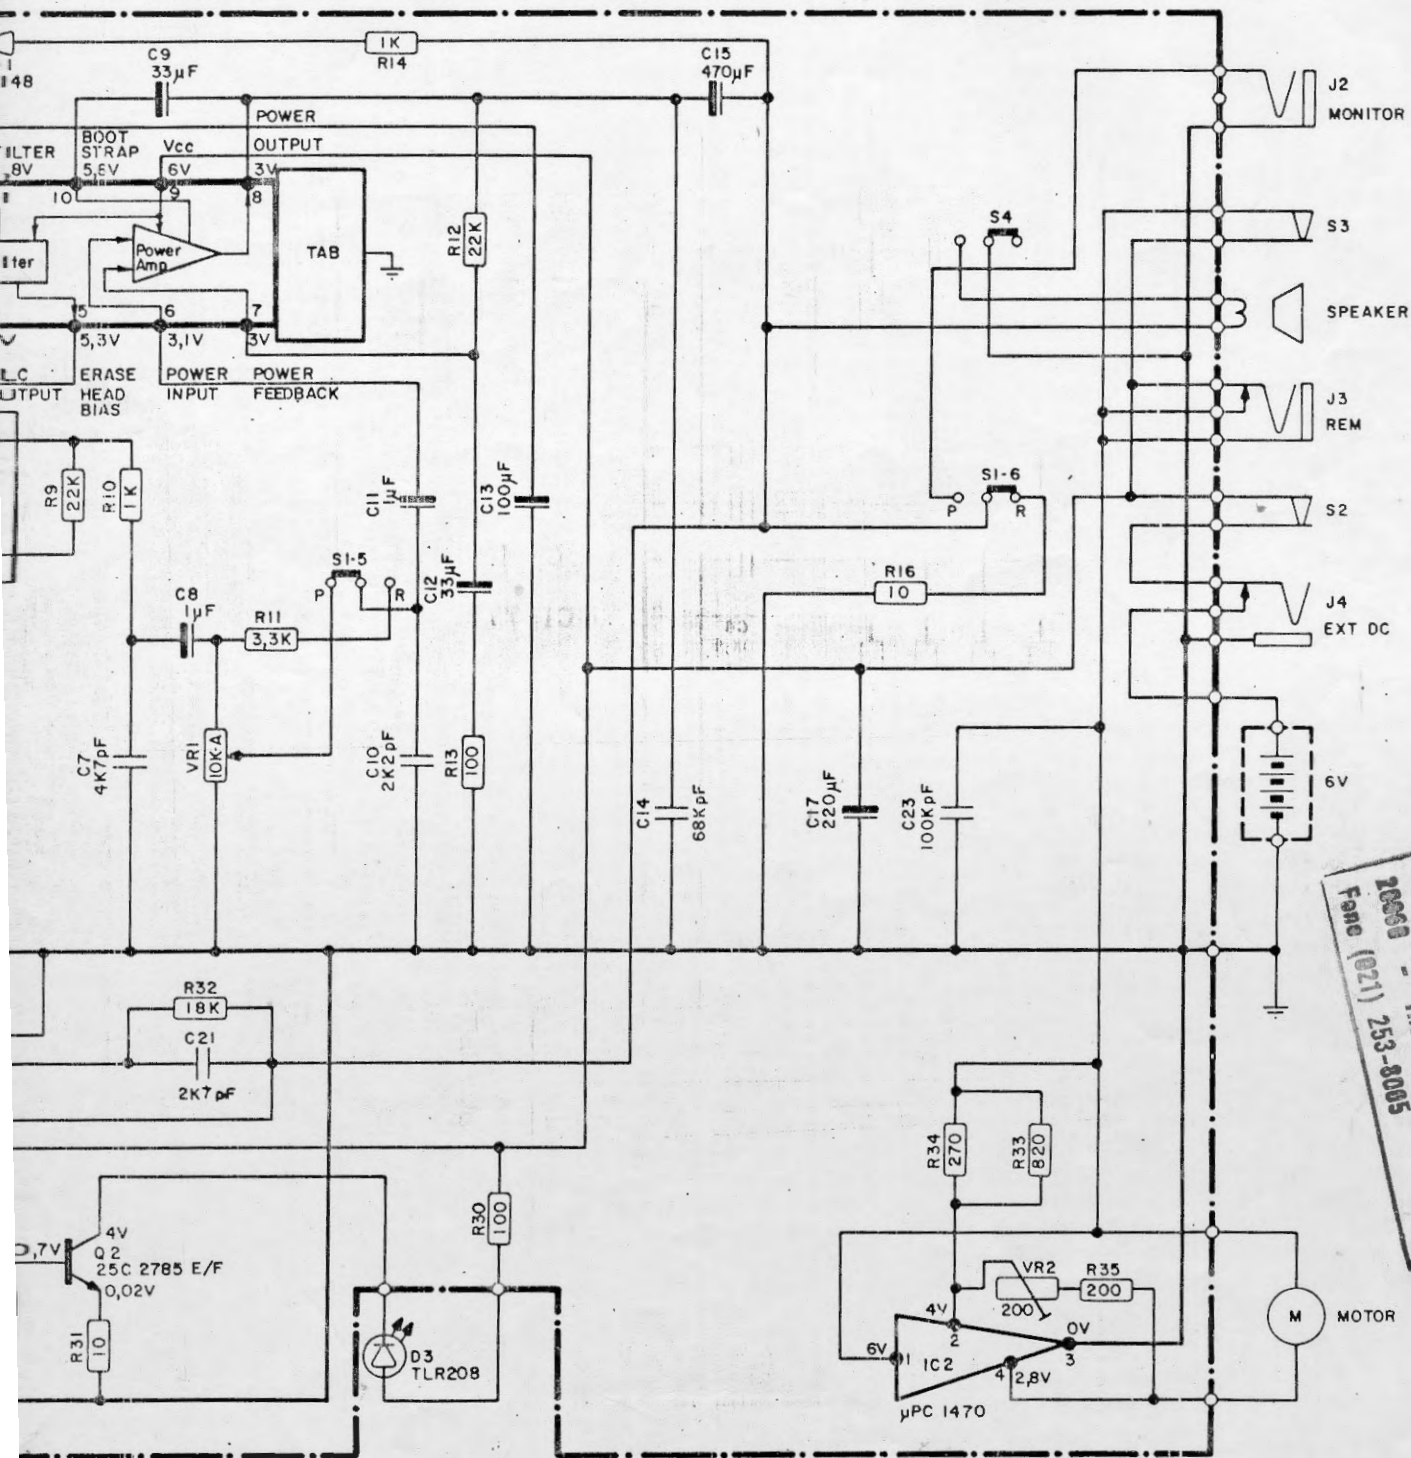 1K
R14
C9
33µF
C15
470µF
148
J2
MONITOR
POWER
OUTPUT
BOOT
STRAP
5,8V
Vcc
6V
3V
8V
10
9
8
Power
Amp
TAB
R12
22K
S4
S3
SPEAKER
5
6
7
5,3V
3,1V
3V
ERASE
HEAD
BIAS
POWER
INPUT
POWER
FEEDBACK
J3
REM
R9
22K
R10
1K
C11
1µF
C13
100µF
S1-6
P
R
S2
S1-5
P
R
C12
33µF
R16
10
C8
1µF
R11
3,3K
J4
EXT DC
C7
4K7pF
VR1
10K-A
C10
2K2pF
R13
100
C14
68KpF
C17
220µF
C23
100KpF
6V
20000 -
Fone (021) 253-8005
R32
18K
C21
2K7pF
R34
270
R33
820
R30
100
4V
0,7V
Q2
2SC 2785 E/F
0,02V
R31
10
D3
TLR208
VR2
200
R35
200
4V
2
0V
3
6V
1
IC2
4
2,8V
µPC 1470
M
MOTOR